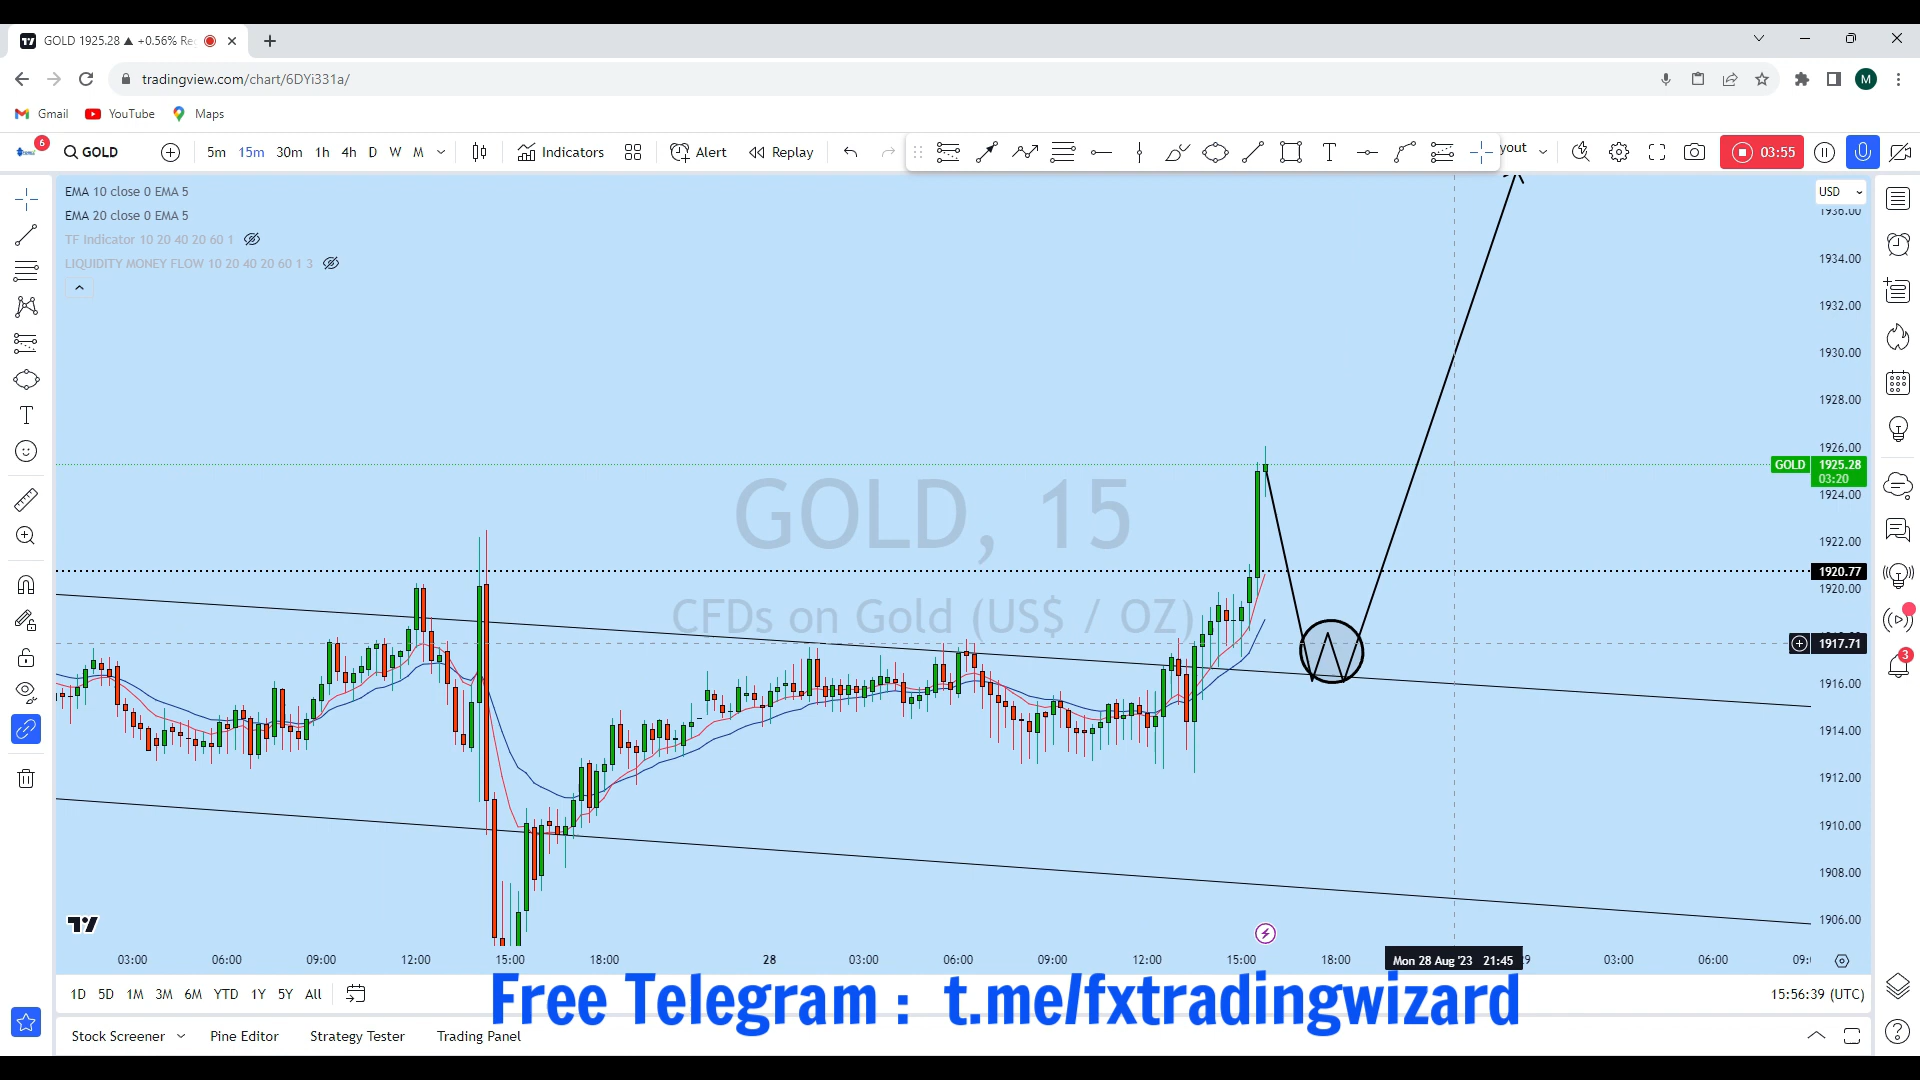 GOLD 1925.28 ▲ +0.56% Re
tradingview.com/chart/6DYi331a/
M
Gmail YouTube Maps
6
GOLD 5m 15m 30m 1h 4h D W M Indicators Alert Replay yout 03:55
EMA 10 close 0 EMA 5
EMA 20 close 0 EMA 5
TF Indicator 10 20 40 20 60 1
LIQUIDITY MONEY FLOW 10 20 40 20 60 1 3
USD
1936.00
1934.00
1932.00
1930.00
1928.00
1926.00
GOLD 1925.28
03:20
1924.00
1922.00
1920.77
1920.00
1917.71
1916.00
1914.00
1912.00
1910.00
1908.00
1906.00
3
GOLD, 15
CFDs on Gold (US$ / OZ)
03:00 06:00 09:00 12:00 15:00 18:00 28 03:00 06:00 09:00 12:00 15:00 18:00 Mon 28 Aug '23 21:45 03:00 06:00
1D 5D 1M 3M 6M YTD 1Y 5Y All
15:56:39 (UTC)
Free Telegram : t.me/fxtradingwizard
Stock Screener Pine Editor Strategy Tester Trading Panel